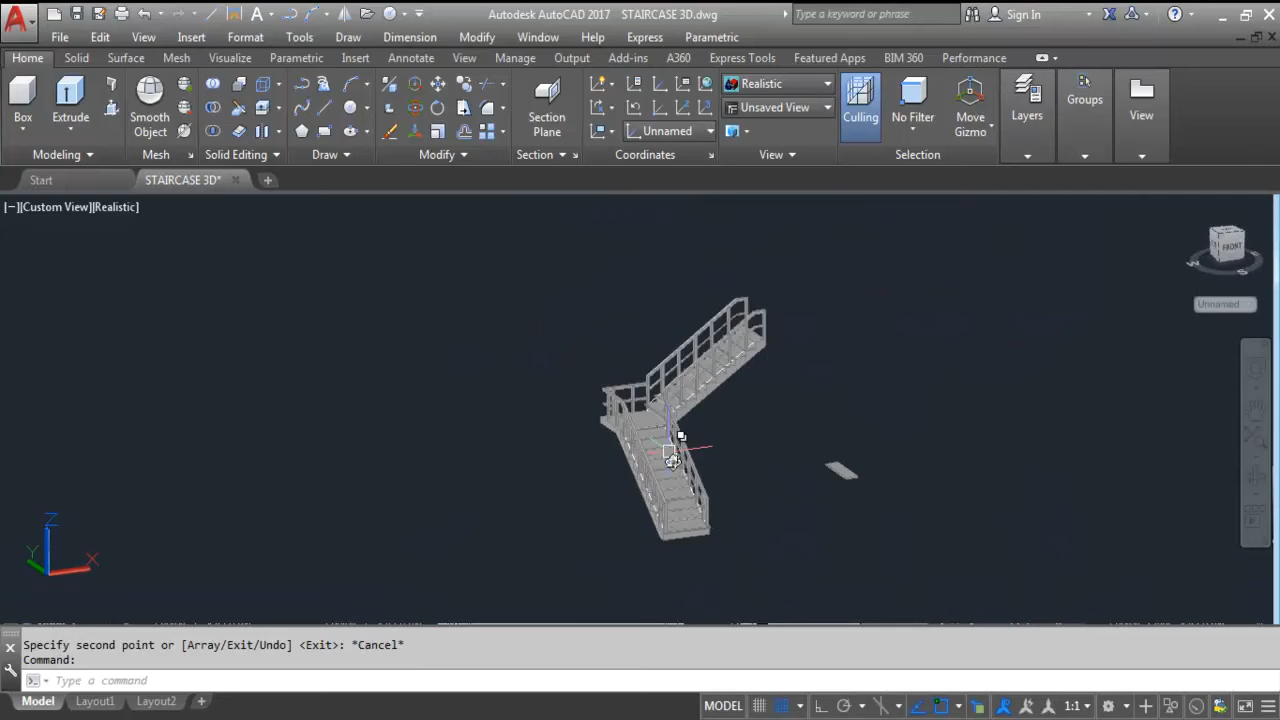 Autodesk AutoCAD 2017 STAIRCASE 3D.dwg
Type a keyword or phrase
Sign In
File Edit View Insert Format Tools Draw Dimension Modify Window Help Express Parametric
Home Solid Surface Mesh Visualize Parametric Insert Annotate View Manage Output Add-ins A360 Express Tools Featured Apps BIM 360 Performance
Box
Extrude
Smooth
Object
Section
Plane
Unnamed
Realistic
Unsaved View
Culling
No Filter
Move
Gizmo
Layers
Groups
View
Modeling
Mesh
Solid Editing
Draw
Modify
Section
Coordinates
View
Selection
Start
STAIRCASE 3D*
[−][Custom View][Realistic]
FRONT
W
S
Unnamed
Z
Y
X
Specify second point or [Array/Exit/Undo] <Exit>: *Cancel*
Command:
Type a command
Model Layout1 Layout2
MODEL
1:1